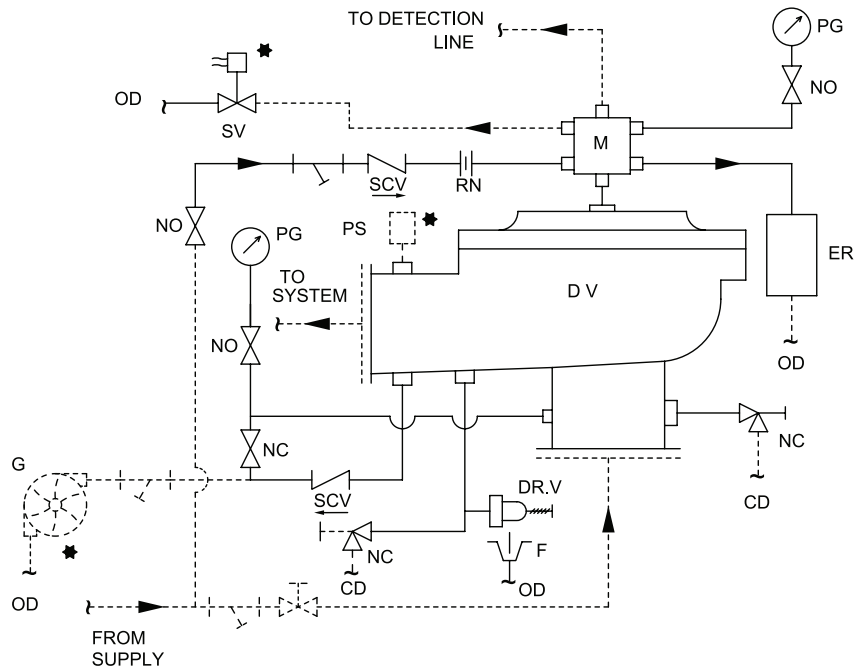 TO DETECTION
LINE
PG
NO
OD
SV
M
SCV
RN
NO
PG
PS
ER
TO
SYSTEM
D V
NO
OD
NC
NC
G
SCV
DR.V
CD
NC
F
CD
OD
OD
FROM
SUPPLY